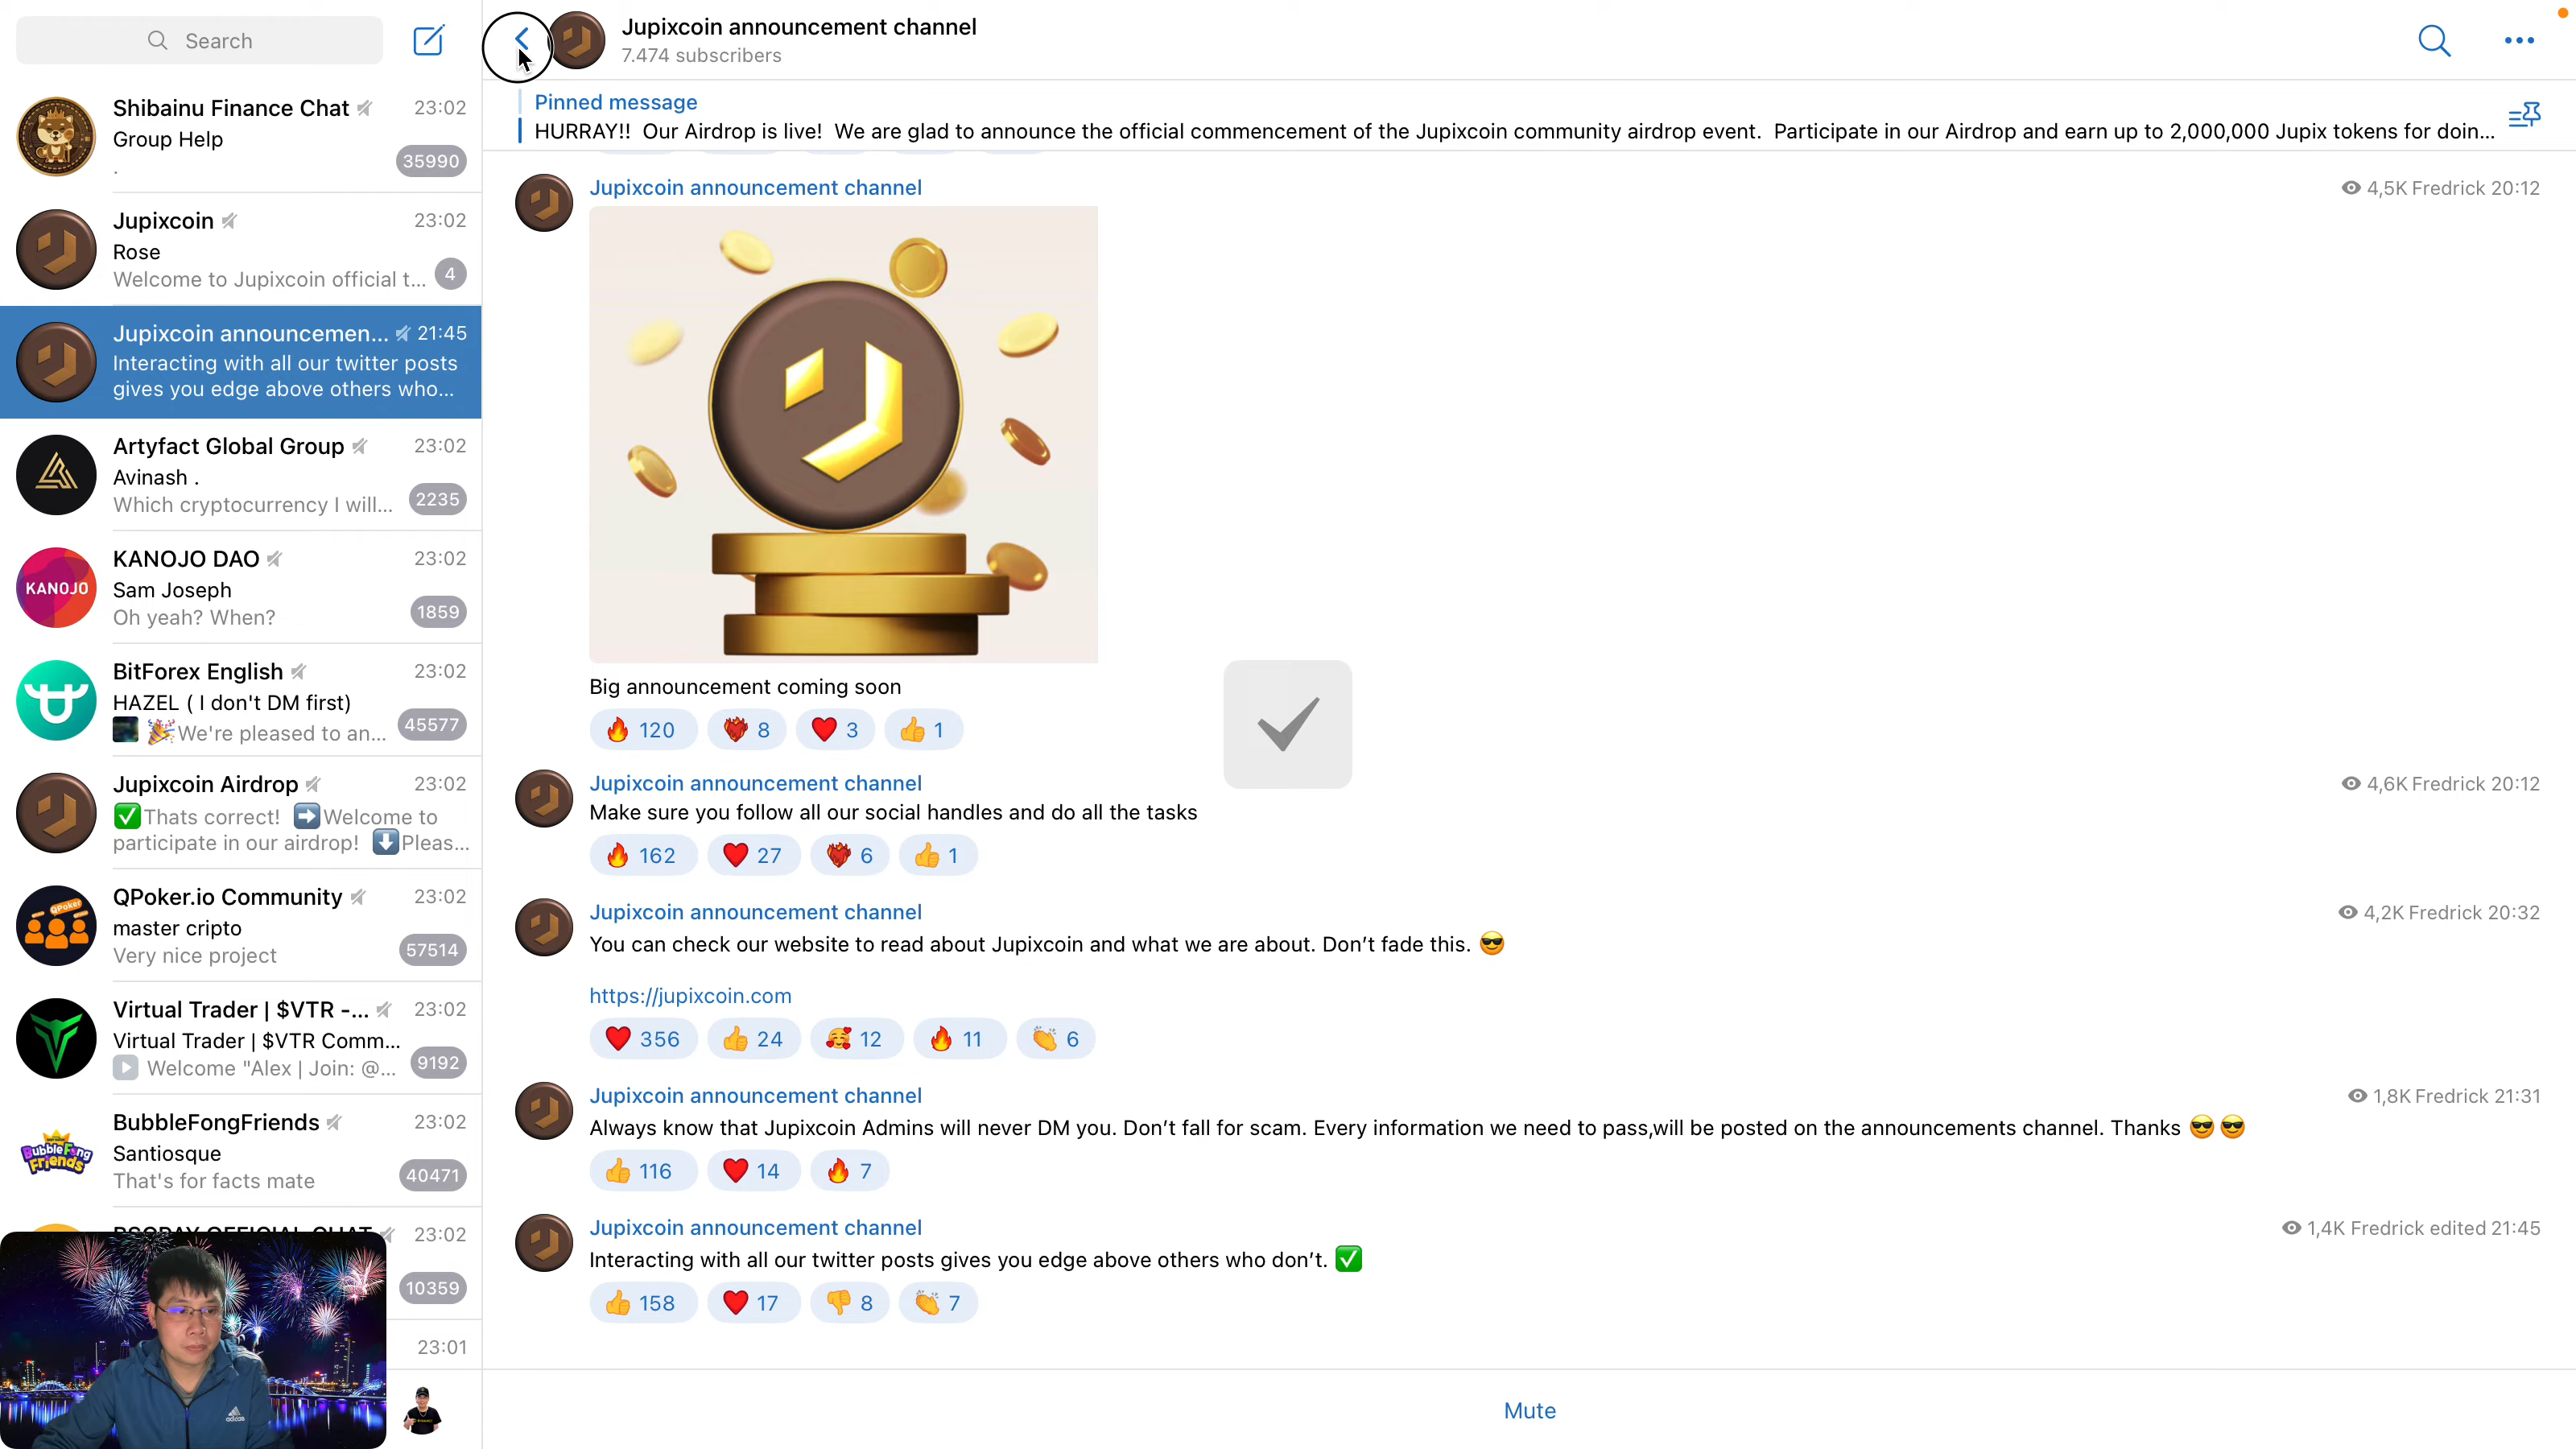 Search
Shibainu Finance Chat 23:02
Group Help
. 35990
Jupixcoin 23:02
Rose
Welcome to Jupixcoin official t... 4
Jupixcoin announcemen... 21:45
Interacting with all our twitter posts
gives you edge above others who...
Artyfact Global Group 23:02
Avinash .
Which cryptocurrency I will... 2235
KANOJO
KANOJO DAO 23:02
Sam Joseph
Oh yeah? When? 1859
BitForex English 23:02
HAZEL ( I don't DM first)
🎉We're pleased to an... 45577
Jupixcoin Airdrop 23:02
✅Thats correct! ➡️Welcome to
participate in our airdrop! ⬇️Pleas...
QPoker
QPoker.io Community 23:02
master cripto
Very nice project 57514
Virtual Trader | $VTR -... 23:02
Virtual Trader | $VTR Comm...
Welcome "Alex | Join: @... 9192
BubbleFong
Friends
BubbleFongFriends 23:02
Santiosque
That's for facts mate 40471
OFFICIAL CHAT 23:02
10359
23:01
adidas
Jupixcoin announcement channel
7.474 subscribers
Pinned message
HURRAY!! Our Airdrop is live! We are glad to announce the official commencement of the Jupixcoin community airdrop event. Participate in our Airdrop and earn up to 2,000,000 Jupix tokens for doin...
Jupixcoin announcement channel 4,5K Fredrick 20:12
Big announcement coming soon
🔥 120 ❤️‍🔥 8 ❤️ 3 👍 1
Jupixcoin announcement channel 4,6K Fredrick 20:12
Make sure you follow all our social handles and do all the tasks
🔥 162 ❤️ 27 ❤️‍🔥 6 👍 1
Jupixcoin announcement channel 4,2K Fredrick 20:32
You can check our website to read about Jupixcoin and what we are about. Don’t fade this. 😎
https://jupixcoin.com
❤️ 356 👍 24 🥰 12 🔥 11 👏 6
Jupixcoin announcement channel 1,8K Fredrick 21:31
Always know that Jupixcoin Admins will never DM you. Don’t fall for scam. Every information we need to pass,will be posted on the announcements channel. Thanks 😎 😎
👍 116 ❤️ 14 🔥 7
Jupixcoin announcement channel 1,4K Fredrick edited 21:45
Interacting with all our twitter posts gives you edge above others who don’t. ✅
👍 158 ❤️ 17 👎 8 👏 7
Mute